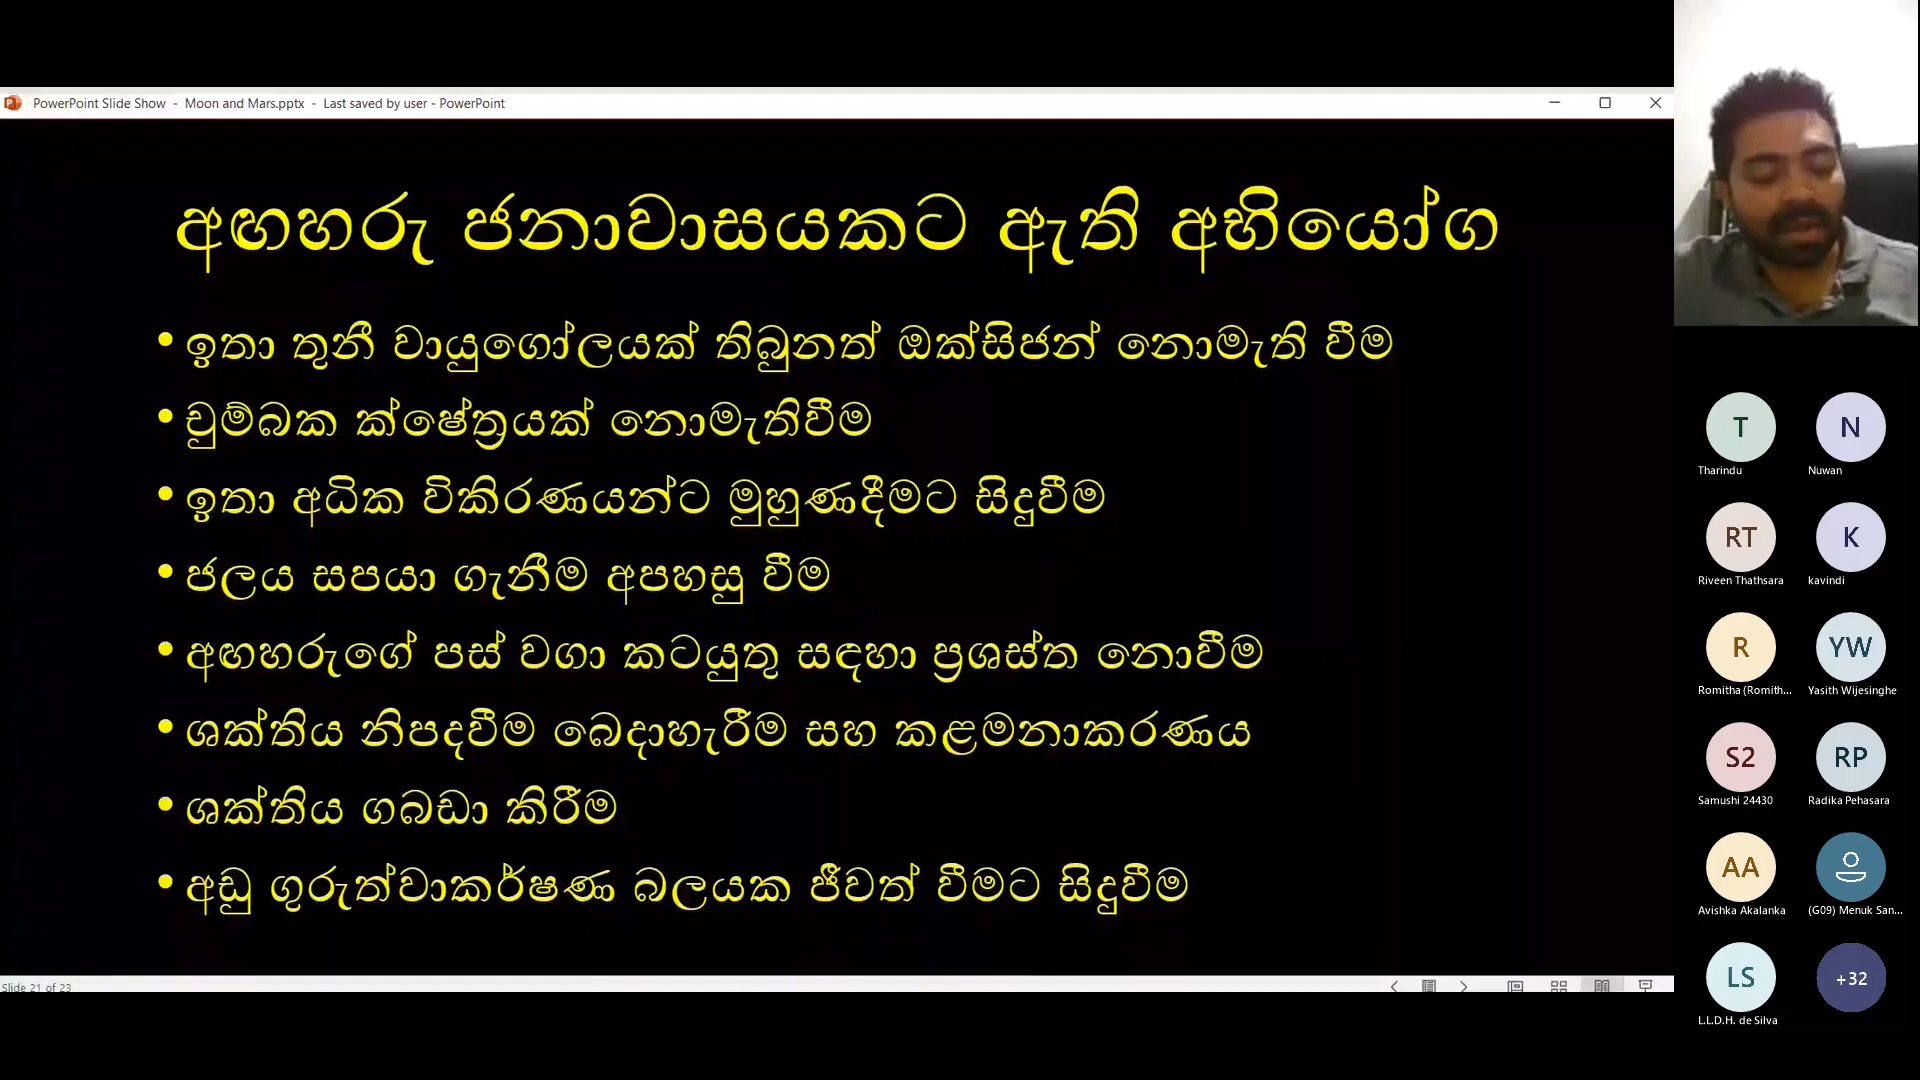 PowerPoint Slide Show - Moon and Mars.pptx - Last saved by user - PowerPoint
අඟහරු ජනාවාසයකට ඇති අභියෝග
• ඉතා තුනී වායුගෝලයක් තිබුනත් ඔක්සිජන් නොමැති වීම
• චුම්බක ක්ෂේත්‍රයක් නොමැතිවීම
• ඉතා අධික විකිරණයන්ට මුහුණදීමට සිදුවීම
• ජලය සපයා ගැනීම අපහසු වීම
• අඟහරුගේ පස් වගා කටයුතු සඳහා ප්‍රශස්ත නොවීම
• ශක්තිය නිපදවීම බෙදාහැරීම සහ කළමනාකරණය
• ශක්තිය ගබඩා කිරීම
• අඩු ගුරුත්වාකර්ෂණ බලයක ජීවත් වීමට සිදුවීම
Slide 21 of 23
T N
Tharindu Nuwan
RT K
Riveen Thathsara kavindi
R YW
Romitha (Romith... Yasith Wijesinghe
S2 RP
Samushi 24430 Radika Pehasara
AA
Avishka Akalanka (G09) Menuk San...
LS +32
L.L.D.H. de Silva